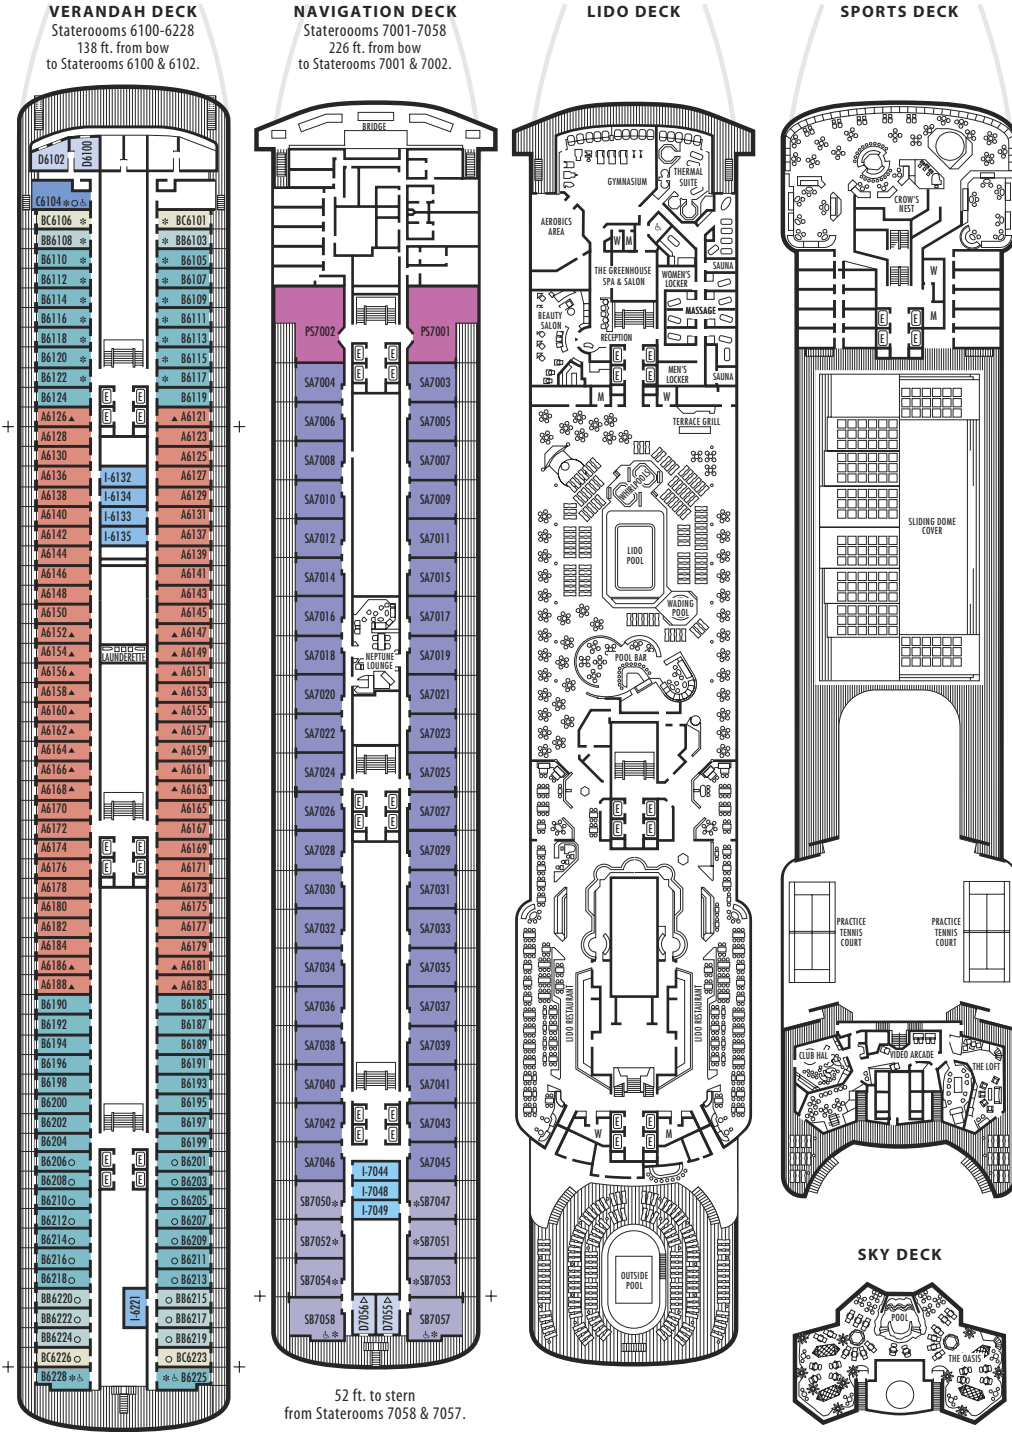 VERANDAH DECK
Staterooms 6100-6228
138 ft. from bow
to Staterooms 6100 & 6102.
D6102
D6100
C6104
BC6106
BB6108
B6110
B6112
B6114
B6116
B6118
B6120
B6122
B6124
A6126
A6128
A6130
A6136
A6138
A6140
A6142
A6144
A6146
A6148
A6150
A6152
A6154
A6156
A6158
A6160
A6162
A6164
A6166
A6168
A6170
A6172
A6174
A6176
A6178
A6180
A6182
A6184
A6186
A6188
B6190
B6192
B6194
B6196
B6198
B6200
B6202
B6204
B6206
B6208
B6210
B6212
B6214
B6216
B6218
BB6220
BB6222
BB6224
BC6226
B6228
E
E
E
E
I-6132
I-6134
I-6133
I-6135
LAUNDERETTE
E
E
E
E
E
E
E
E
I-6221
BC6101
BB6103
B6105
B6107
B6109
B6111
B6113
B6115
B6117
B6119
A6121
A6123
A6125
A6127
A6129
A6131
A6137
A6139
A6141
A6143
A6145
A6147
A6149
A6151
A6153
A6155
A6157
A6159
A6161
A6163
A6165
A6167
A6169
A6171
A6173
A6175
A6177
A6179
A6181
A6183
B6185
B6187
B6189
B6191
B6193
B6195
B6197
B6199
B6201
B6203
B6205
B6207
B6209
B6211
B6213
BB6215
BB6217
BB6219
BC6223
B6225
NAVIGATION DECK
Staterooms 7001-7058
226 ft. from bow
to Staterooms 7001 & 7002.
BRIDGE
PS7002
SA7004
SA7006
SA7008
SA7010
SA7012
SA7014
SA7016
SA7018
SA7020
SA7022
SA7024
SA7026
SA7028
SA7030
SA7032
SA7034
SA7036
SA7038
SA7040
SA7042
SA7046
SB7050
SB7052
SB7054
SB7058
E
E
E
E
NEPTUNE
LOUNGE
E
E
E
E
E
E
E
E
I-7044
I-7048
I-7049
D7056
D7055
PS7001
SA7003
SA7005
SA7007
SA7009
SA7011
SA7015
SA7017
SA7019
SA7021
SA7023
SA7025
SA7027
SA7029
SA7031
SA7033
SA7035
SA7037
SA7039
SA7041
SA7043
SA7045
SB7047
SB7051
SB7053
SB7057
52 ft. to stern
from Staterooms 7058 & 7057.
LIDO DECK
GYMNASIUM
THERMAL
SUITE
AEROBICS
AREA
W
M
THE GREENHOUSE
SPA & SALON
WOMEN'S
LOCKER
SAUNA
BEAUTY
SALON
MASSAGE
RECEPTION
E
E
E
E
MEN'S
LOCKER
SAUNA
M
W
TERRACE GRILL
WHIRLPOOLS
LIDO
POOL
WADING
POOL
POOL BAR
E
E
E
E
LIDO RESTAURANT
LIDO RESTAURANT
W
E
E
E
E
M
OUTSIDE
POOL
SPORTS DECK
CROW'S
NEST
W
M
E
E
E
E
SLIDING DOME
COVER
PRACTICE
TENNIS
COURT
PRACTICE
TENNIS
COURT
CLUB HAL
VIDEO ARCADE
THE LOFT
SKY DECK
POOL
THE OASIS